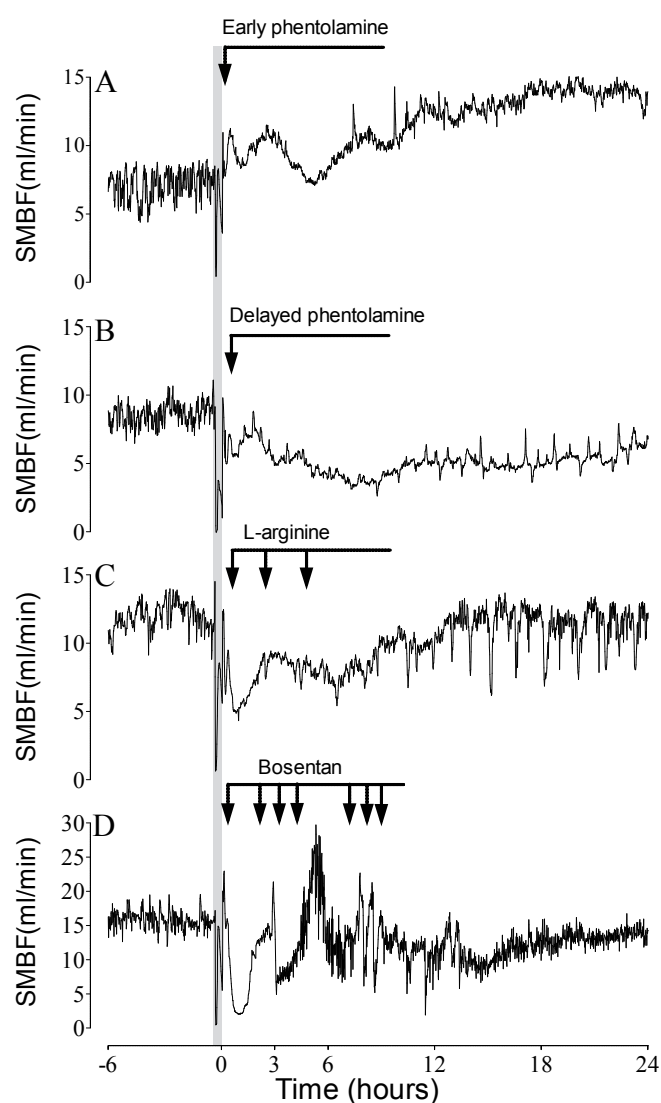 Early phentolamine
A
15
10
5
0
SMBF(ml/min)
Delayed phentolamine
B
15
10
5
0
SMBF(ml/min)
L-arginine
C
15
10
5
0
SMBF(ml/min)
Bosentan
D
30
25
20
15
10
5
0
SMBF(ml/min)
-6 0 3 6 12 18 24
Time (hours)